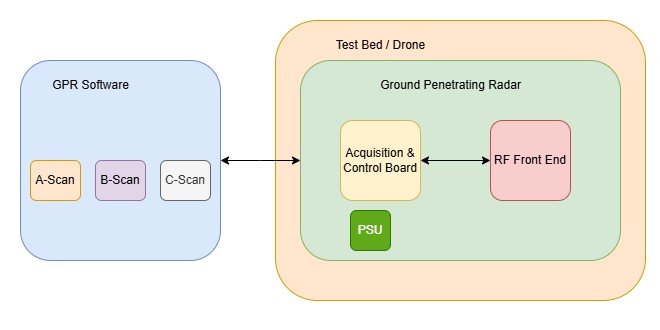 Test Bed / Drone
GPR Software
Ground Penetrating Radar
A-Scan
B-Scan
C-Scan
Acquisition &
Control Board
RF Front End
PSU